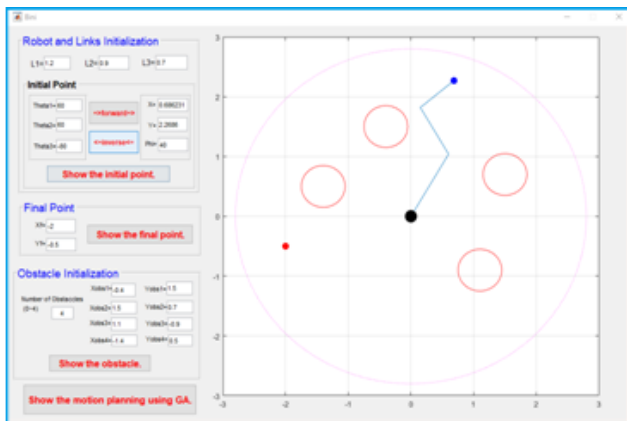 Robot and Links Initialization
L1= 1.2 L2= 0.9 L3= 0.7
Initial Point
Theta1= 60 =>forward=> X= 0.686231
Theta2= 60 Y= 2.2686
Theta3= -80 <=inverse<= Phi= 40
Show the initial point.
Final Point
Xf= -2
Yf= -0.5 Show the final point.
Obstacle Initialization
Number of Obstacles
(0~4) 4
Xobs1= -0.4 Yobs1= 1.5
Xobs2= 1.5 Yobs2= 0.7
Xobs3= 1.1 Yobs3= -0.9
Xobs4= -1.4 Yobs4= 0.5
Show the obstacle.
Show the motion planning using GA.
3
2
1
0
-1
-2
-3
-3 -2 -1 0 1 2 3